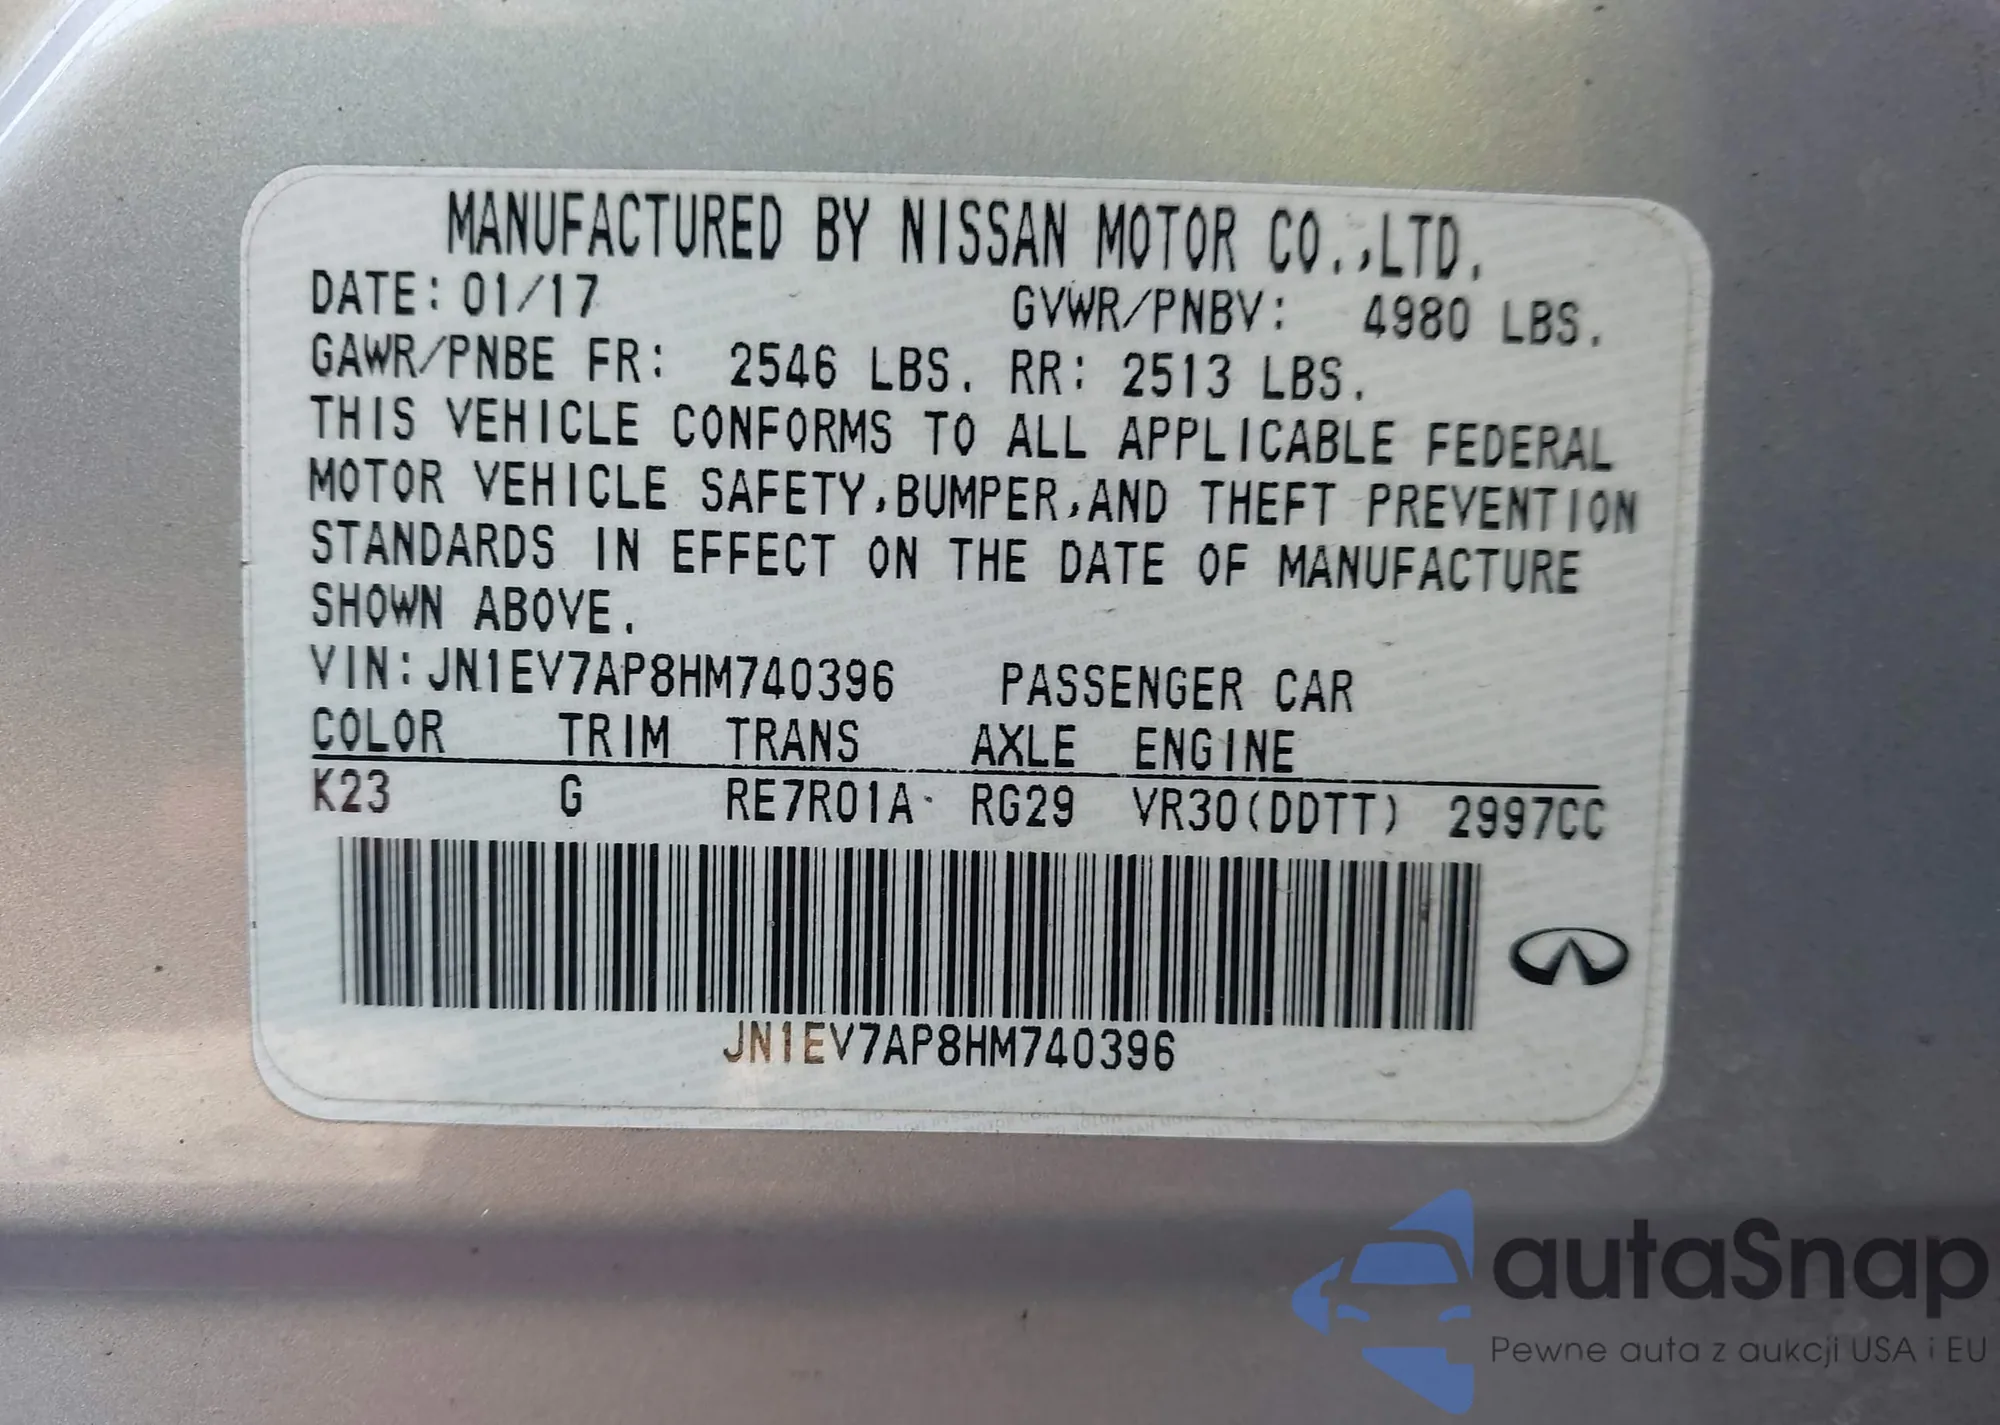 MANUFACTURED BY NISSAN MOTOR CO.,LTD.
DATE: 01/17 GVWR/PNBV: 4980 LBS.
GAWR/PNBE FR: 2546 LBS. RR: 2513 LBS.
THIS VEHICLE CONFORMS TO ALL APPLICABLE FEDERAL
MOTOR VEHICLE SAFETY,BUMPER,AND THEFT PREVENTION
STANDARDS IN EFFECT ON THE DATE OF MANUFACTURE
SHOWN ABOVE.
VIN:JN1EV7AP8HM740396 PASSENGER CAR
COLOR TRIM TRANS AXLE ENGINE
K23 G RE7R01A RG29 VR30(DDTT) 2997CC
JN1EV7AP8HM740396
autaSnap
Pewne auta z aukcji USA i EU